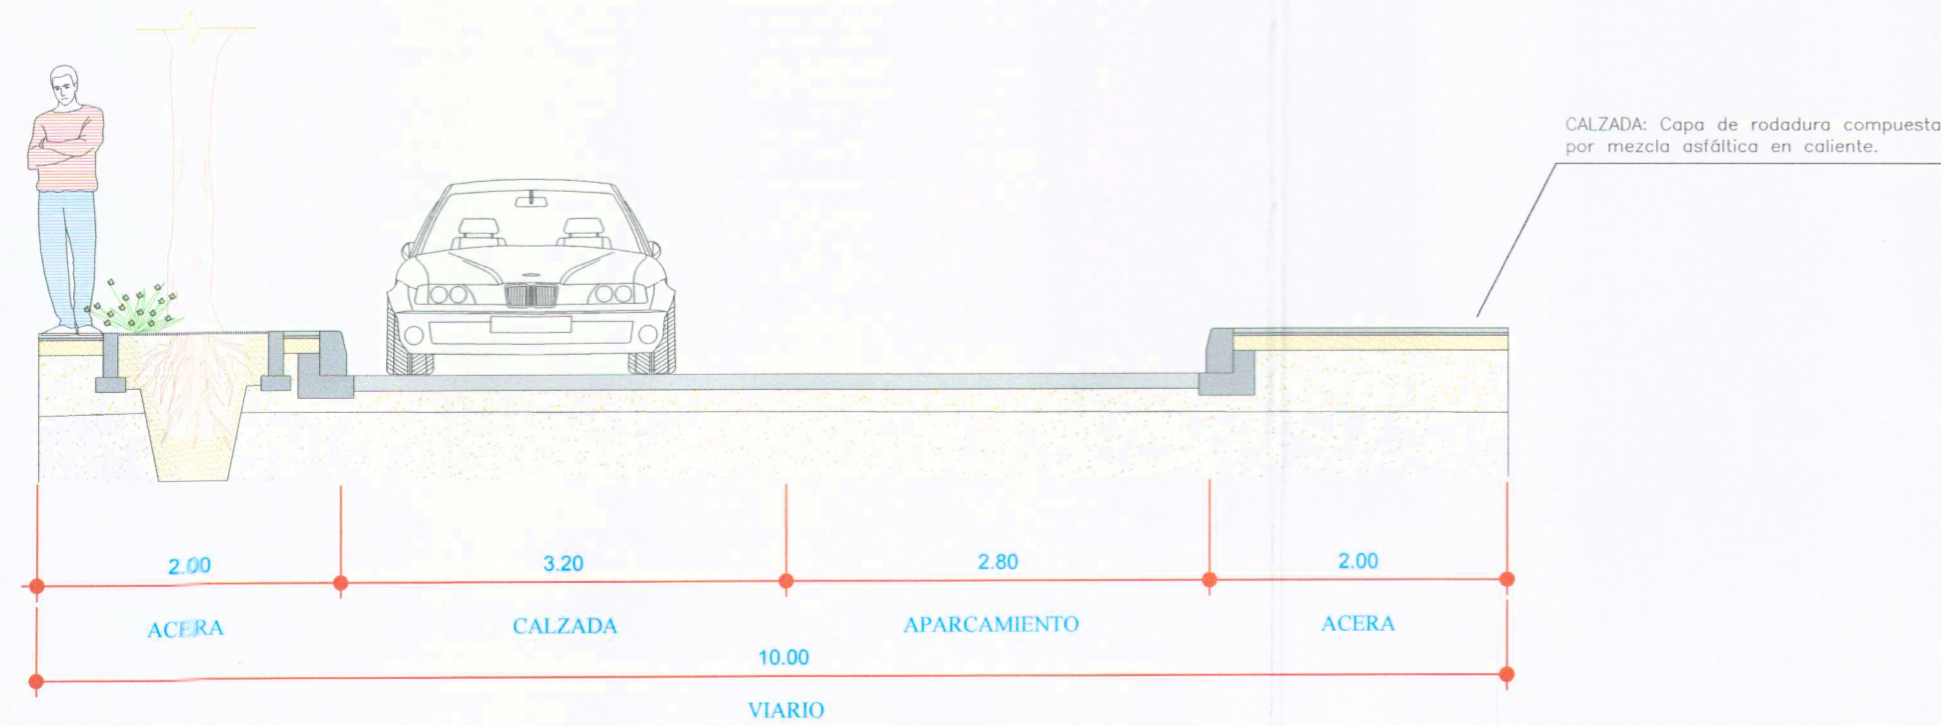 CALZADA: Capa de rodadura compuesta
por mezcla asfáltica en caliente.
2.00
3.20
2.80
2.00
ACERA
CALZADA
APARCAMIENTO
ACERA
10.00
VIARIO